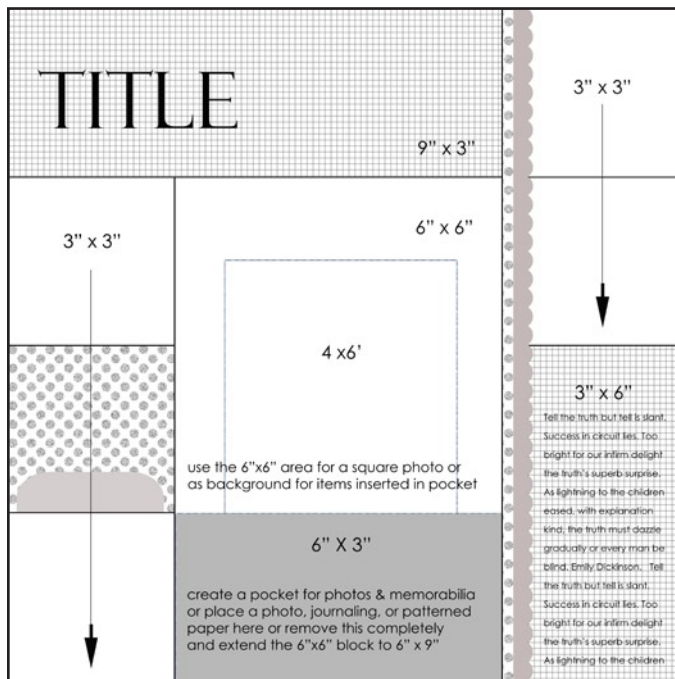 TITLE
9” x 3”
3” x 3”
3” x 3”
6” x 6”
4 x6’
use the 6”x6” area for a square photo or
as background for items inserted in pocket
6” X 3”
create a pocket for photos & memorabilia
or place a photo, journaling, or patterned
paper here or remove this completely
and extend the 6”x6” block to 6” x 9”
3” x 6”
Tell the truth but tell is slant.
Success in circuit lies. Too
bright for our infirm delight
the truth’s superb surprise.
As lightning to the children
eased, with explanation
kind, the truth must dazzle
gradually or every man be
blind. Emily Dickinson. Tell
the truth but tell is slant.
Success in circuit lies. Too
bright for our infirm delight
the truth’s superb surprise.
As lightning to the children